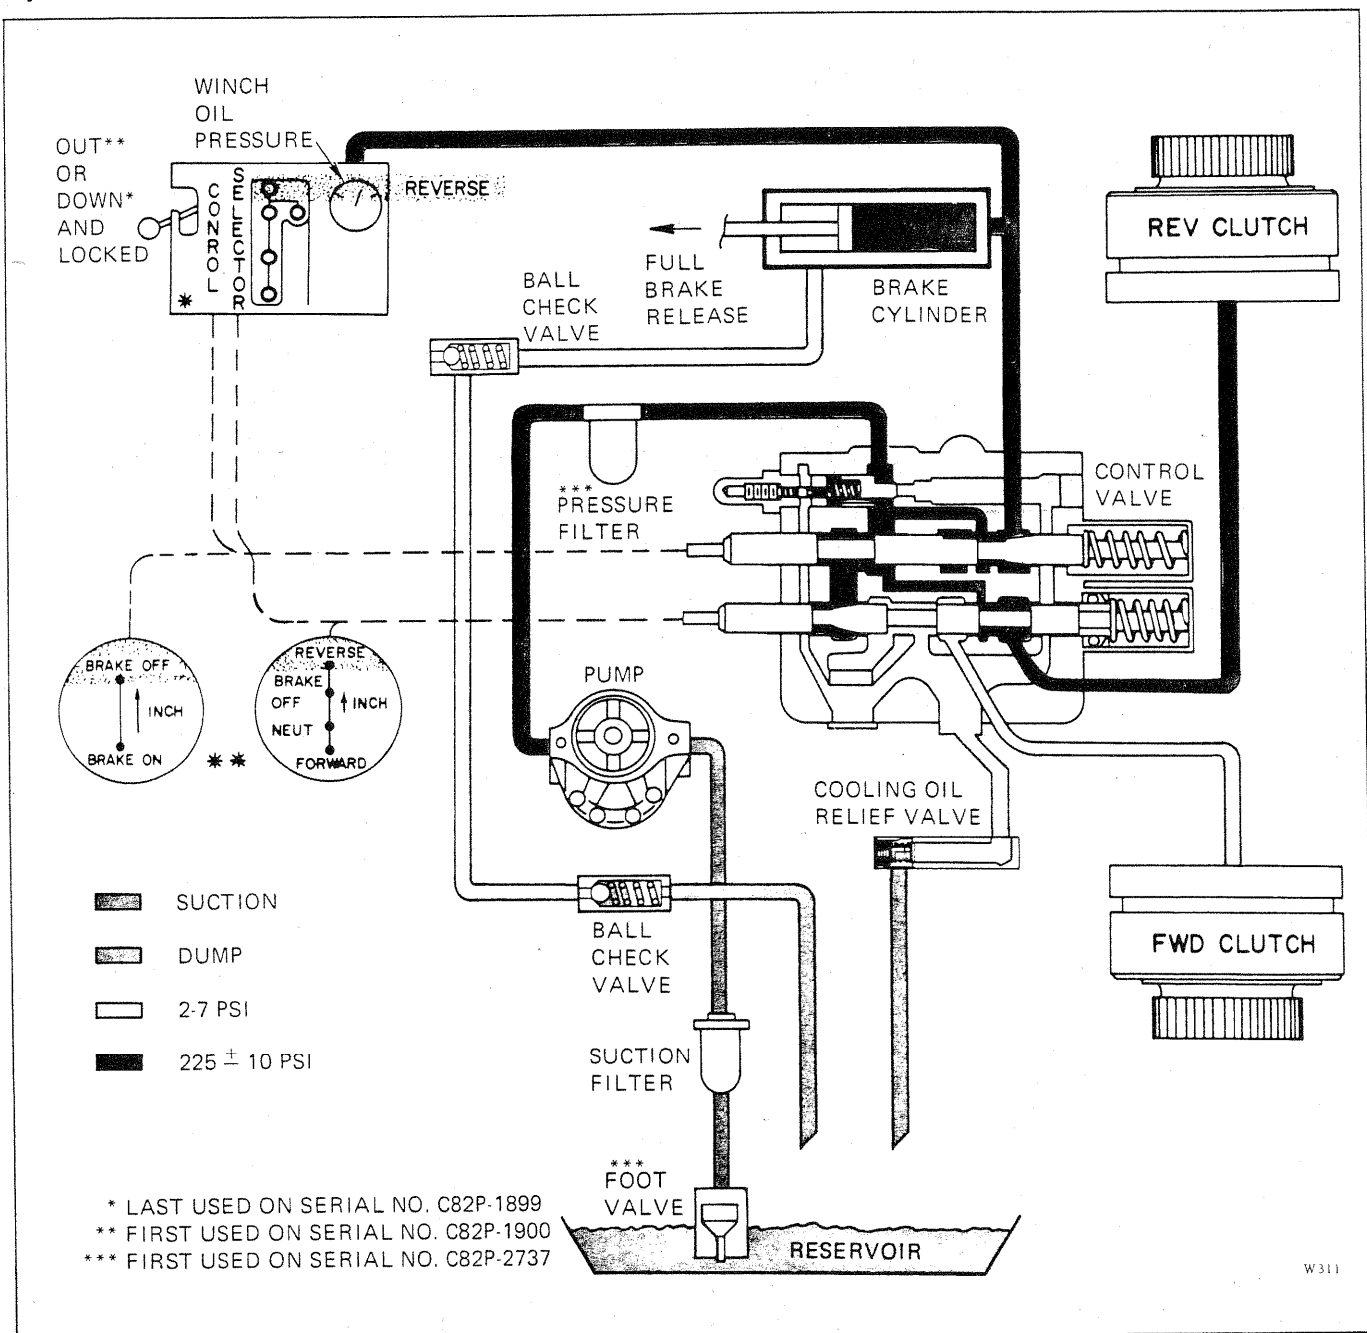 WINCH
OIL
PRESSURE
OUT**
OR
DOWN*
AND
LOCKED
CONROL
SELECTOR
*
REVERSE
FULL
BRAKE
RELEASE
BRAKE
CYLINDER
REV CLUTCH
BALL
CHECK
VALVE
***
PRESSURE
FILTER
CONTROL
VALVE
BRAKE OFF
INCH
BRAKE ON
**
REVERSE
BRAKE
OFF
INCH
NEUT
FORWARD
PUMP
COOLING OIL
RELIEF VALVE
FWD CLUTCH
SUCTION
DUMP
2-7 PSI
225 ± 10 PSI
BALL
CHECK
VALVE
SUCTION
FILTER
***
FOOT
VALVE
RESERVOIR
* LAST USED ON SERIAL NO. C82P-1899
** FIRST USED ON SERIAL NO. C82P-1900
*** FIRST USED ON SERIAL NO. C82P-2737
W311